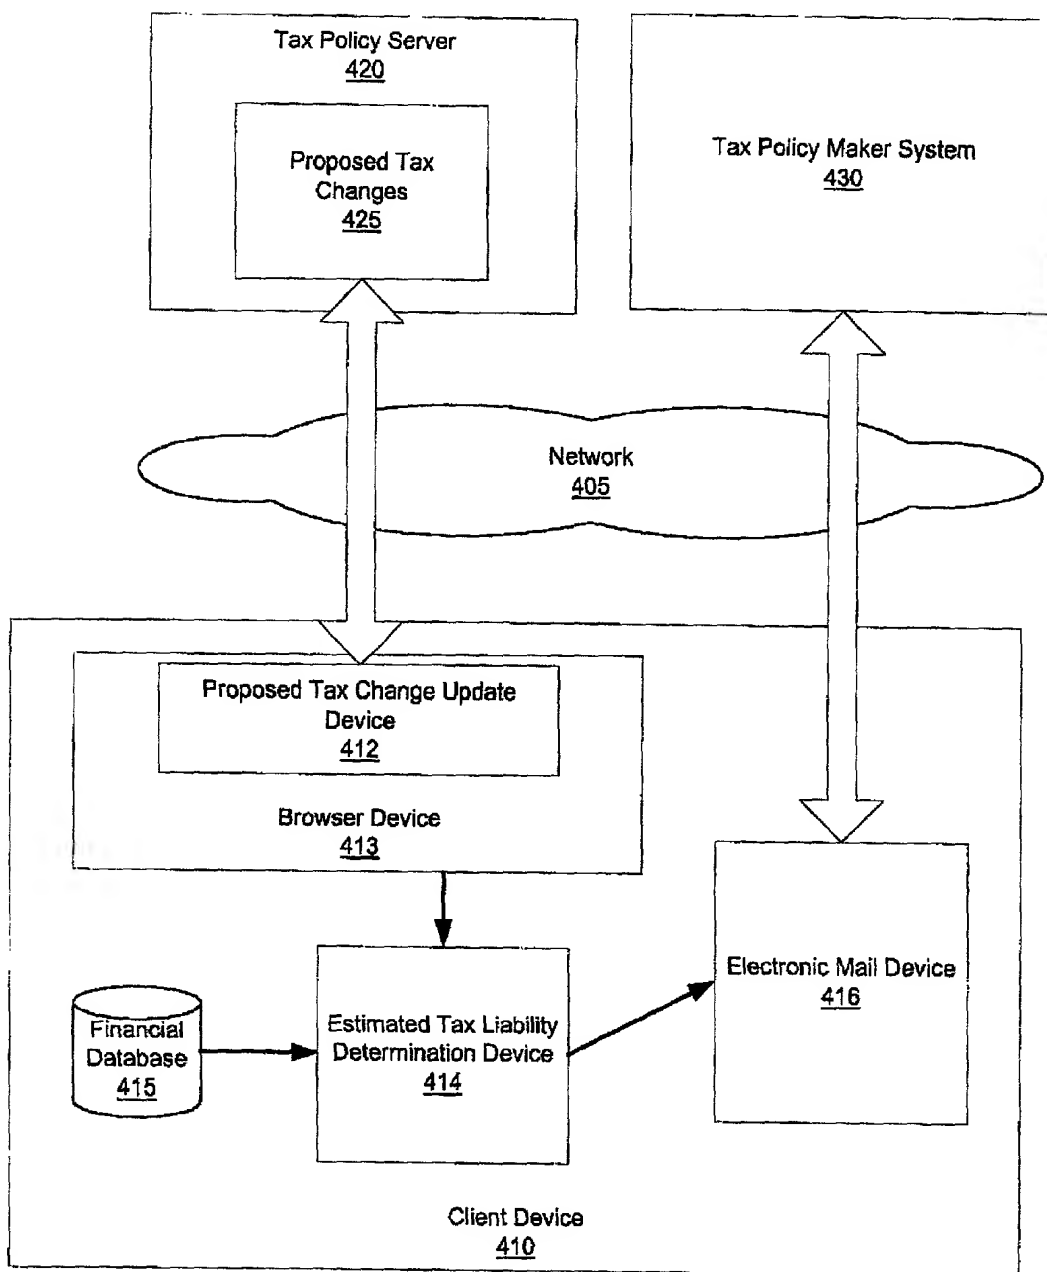 Tax Policy Server
420
Proposed Tax
Changes
425
Tax Policy Maker System
430
Network
405
Proposed Tax Change Update
Device
412
Browser Device
413
Financial
Database
415
Estimated Tax Liability
Determination Device
414
Electronic Mail Device
416
Client Device
410